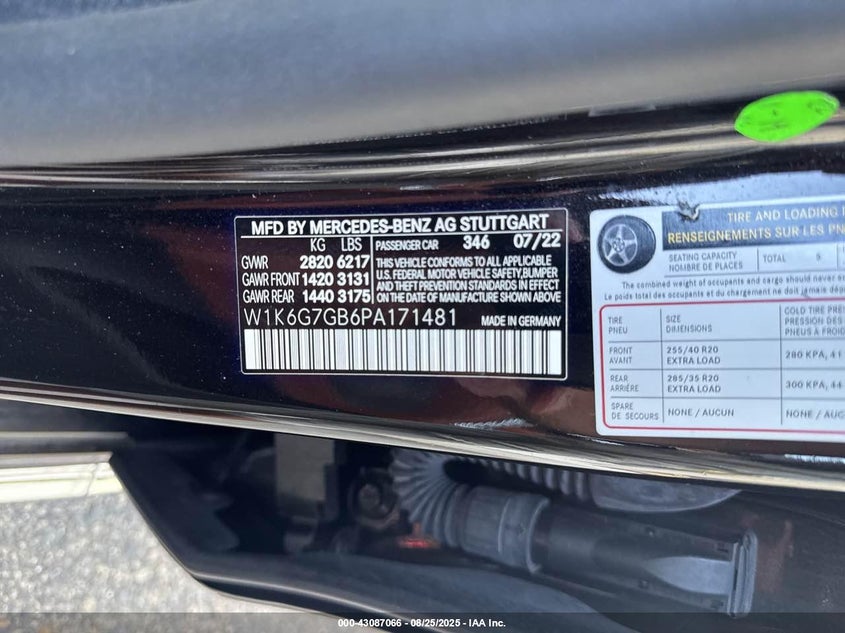 MFD BY MERCEDES-BENZ AG STUTTGART
KG LBS
GVWR 2820 6217
GAWR FRONT 1420 3131
GAWR REAR 1440 3175
PASSENGER CAR 346 07/22
THIS VEHICLE CONFORMS TO ALL APPLICABLE
U.S. FEDERAL MOTOR VEHICLE SAFETY,BUMPER
AND THEFT PREVENTION STANDARDS IN EFFECT
ON THE DATE OF MANUFACTURE SHOWN ABOVE
W1K6G7GB6PA171481 MADE IN GERMANY
TIRE AND LOADING
RENSEIGNEMENTS SUR LES
SEATING CAPACITY
NOMBRE DE PLACES
TOTAL 5
The combined weight of occupants and cargo should never
Le poids total des occupants et du chargement ne doit jamais
TIRE
PNEU
SIZE
DIMENSIONS
COLD TIRE
PRESSION
PNEUS À
FRONT
AVANT
255/40 R20
EXTRA LOAD
280 KPA, 41
REAR
ARRIÈRE
285/35 R20
EXTRA LOAD
300 KPA, 44
SPARE
DE SECOURS
NONE / AUCUN
NONE / AUCUN
000-43087066 - 08/25/2025 - IAA Inc.